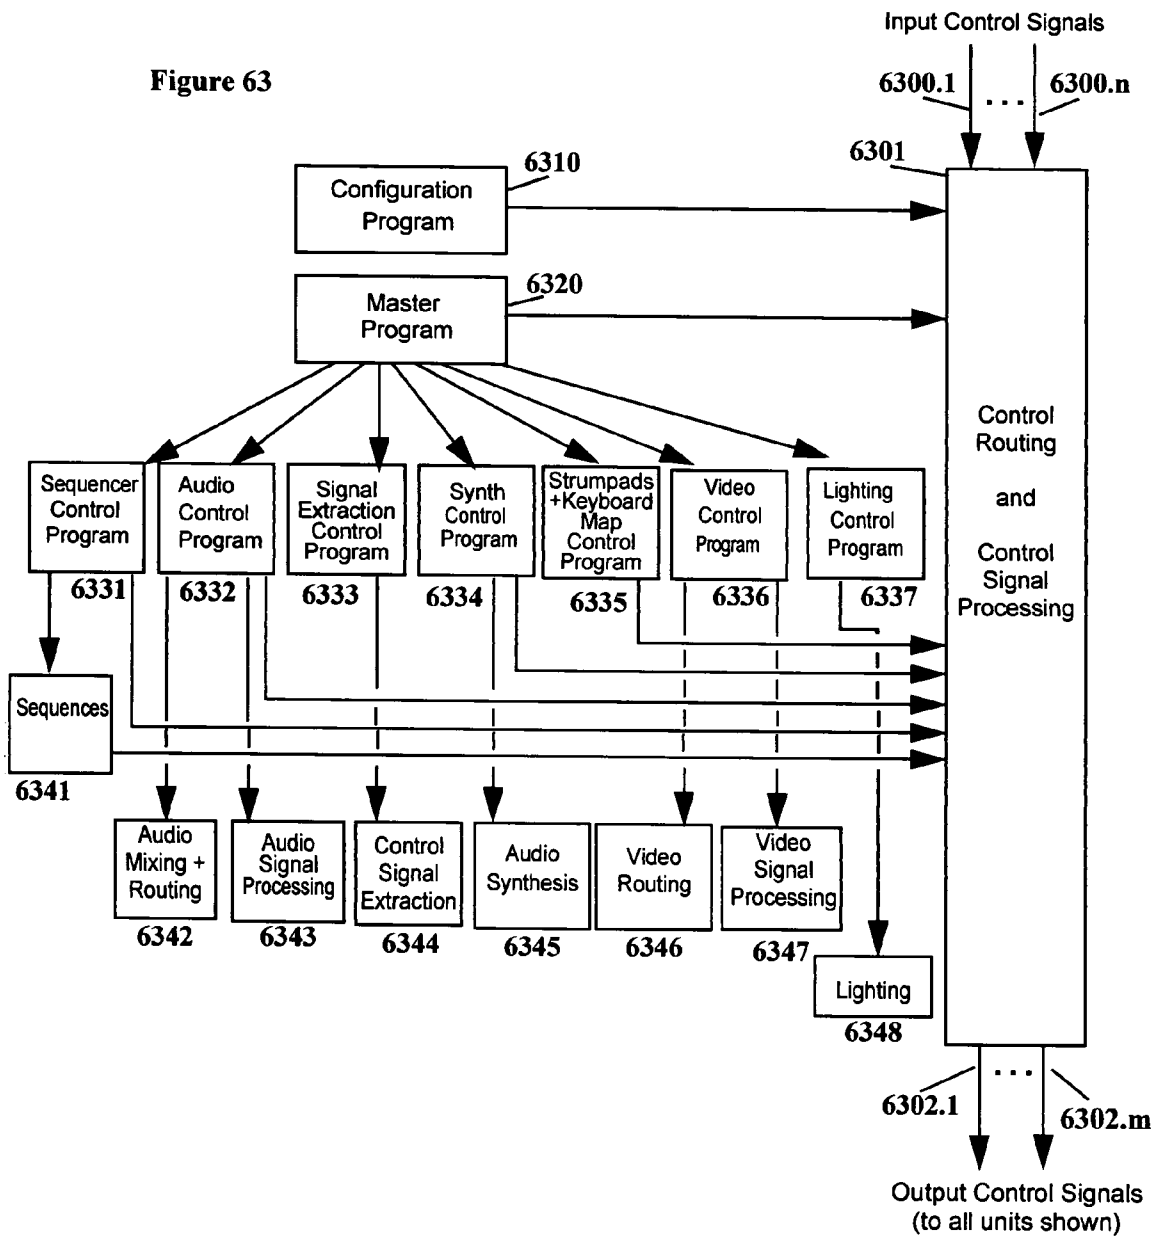 Input Control Signals
Figure 63
6300.1
...
6300.n
6301
6310
Configuration
Program
6320
Master
Program
Control
Routing
and
Control
Signal
Processing
Sequencer
Control
Program
Audio
Control
Program
Signal
Extraction
Control
Program
Synth
Control
Program
Strumpads
+Keyboard
Map
Control
Program
Video
Control
Program
Lighting
Control
Program
6331
6332
6333
6334
6335
6336
6337
Sequences
6341
Audio
Mixing +
Routing
Audio
Signal
Processing
Control
Signal
Extraction
Audio
Synthesis
Video
Routing
Video
Signal
Processing
6342
6343
6344
6345
6346
6347
Lighting
6348
6302.1
...
6302.m
Output Control Signals
(to all units shown)